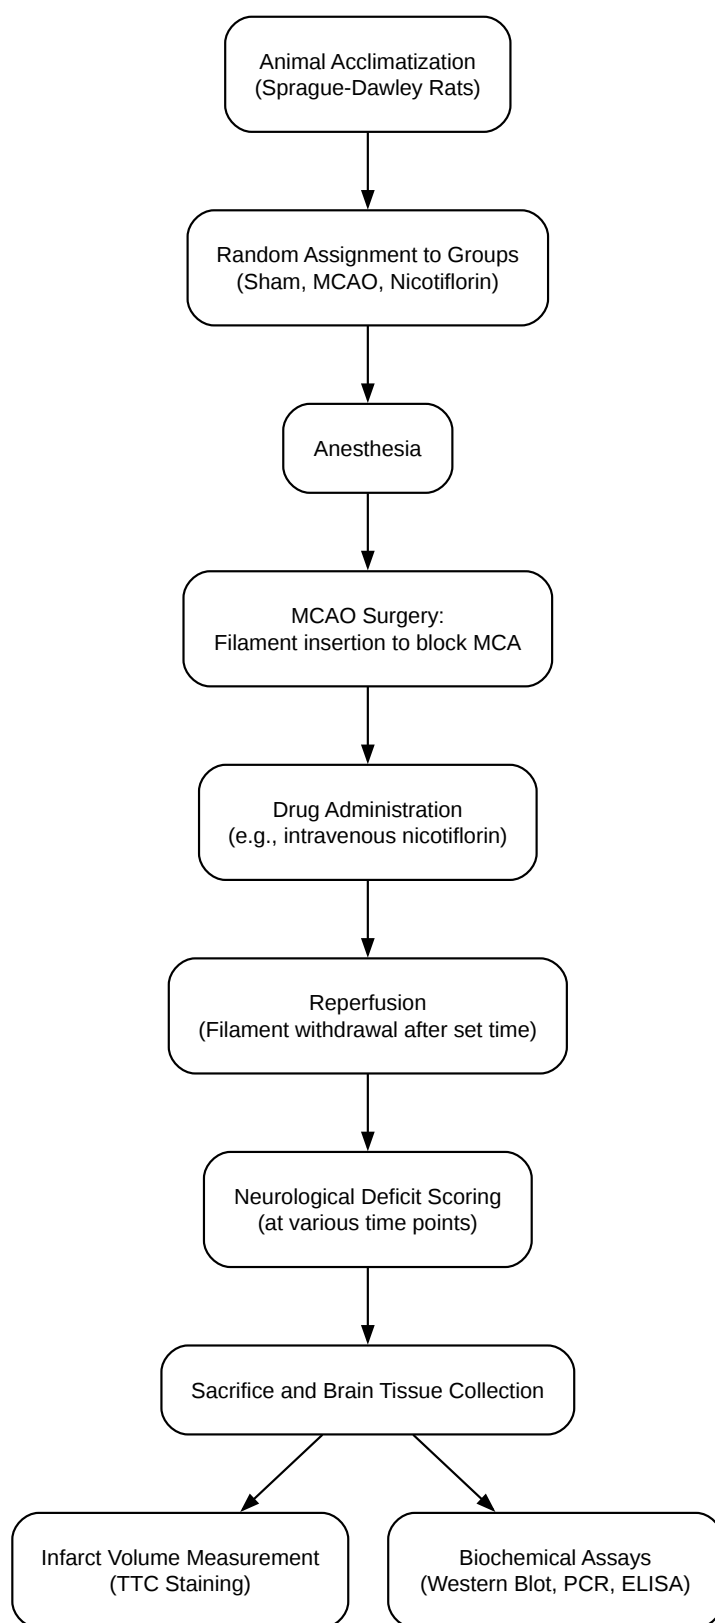 Animal Acclimatization
(Sprague-Dawley Rats)
Random Assignment to Groups
(Sham, MCAO, Nicotiflorin)
Anesthesia
MCAO Surgery:
Filament insertion to block MCA
Drug Administration
(e.g., intravenous nicotiflorin)
Reperfusion
(Filament withdrawal after set time)
Neurological Deficit Scoring
(at various time points)
Sacrifice and Brain Tissue Collection
Infarct Volume Measurement
(TTC Staining)
Biochemical Assays
(Western Blot, PCR, ELISA)